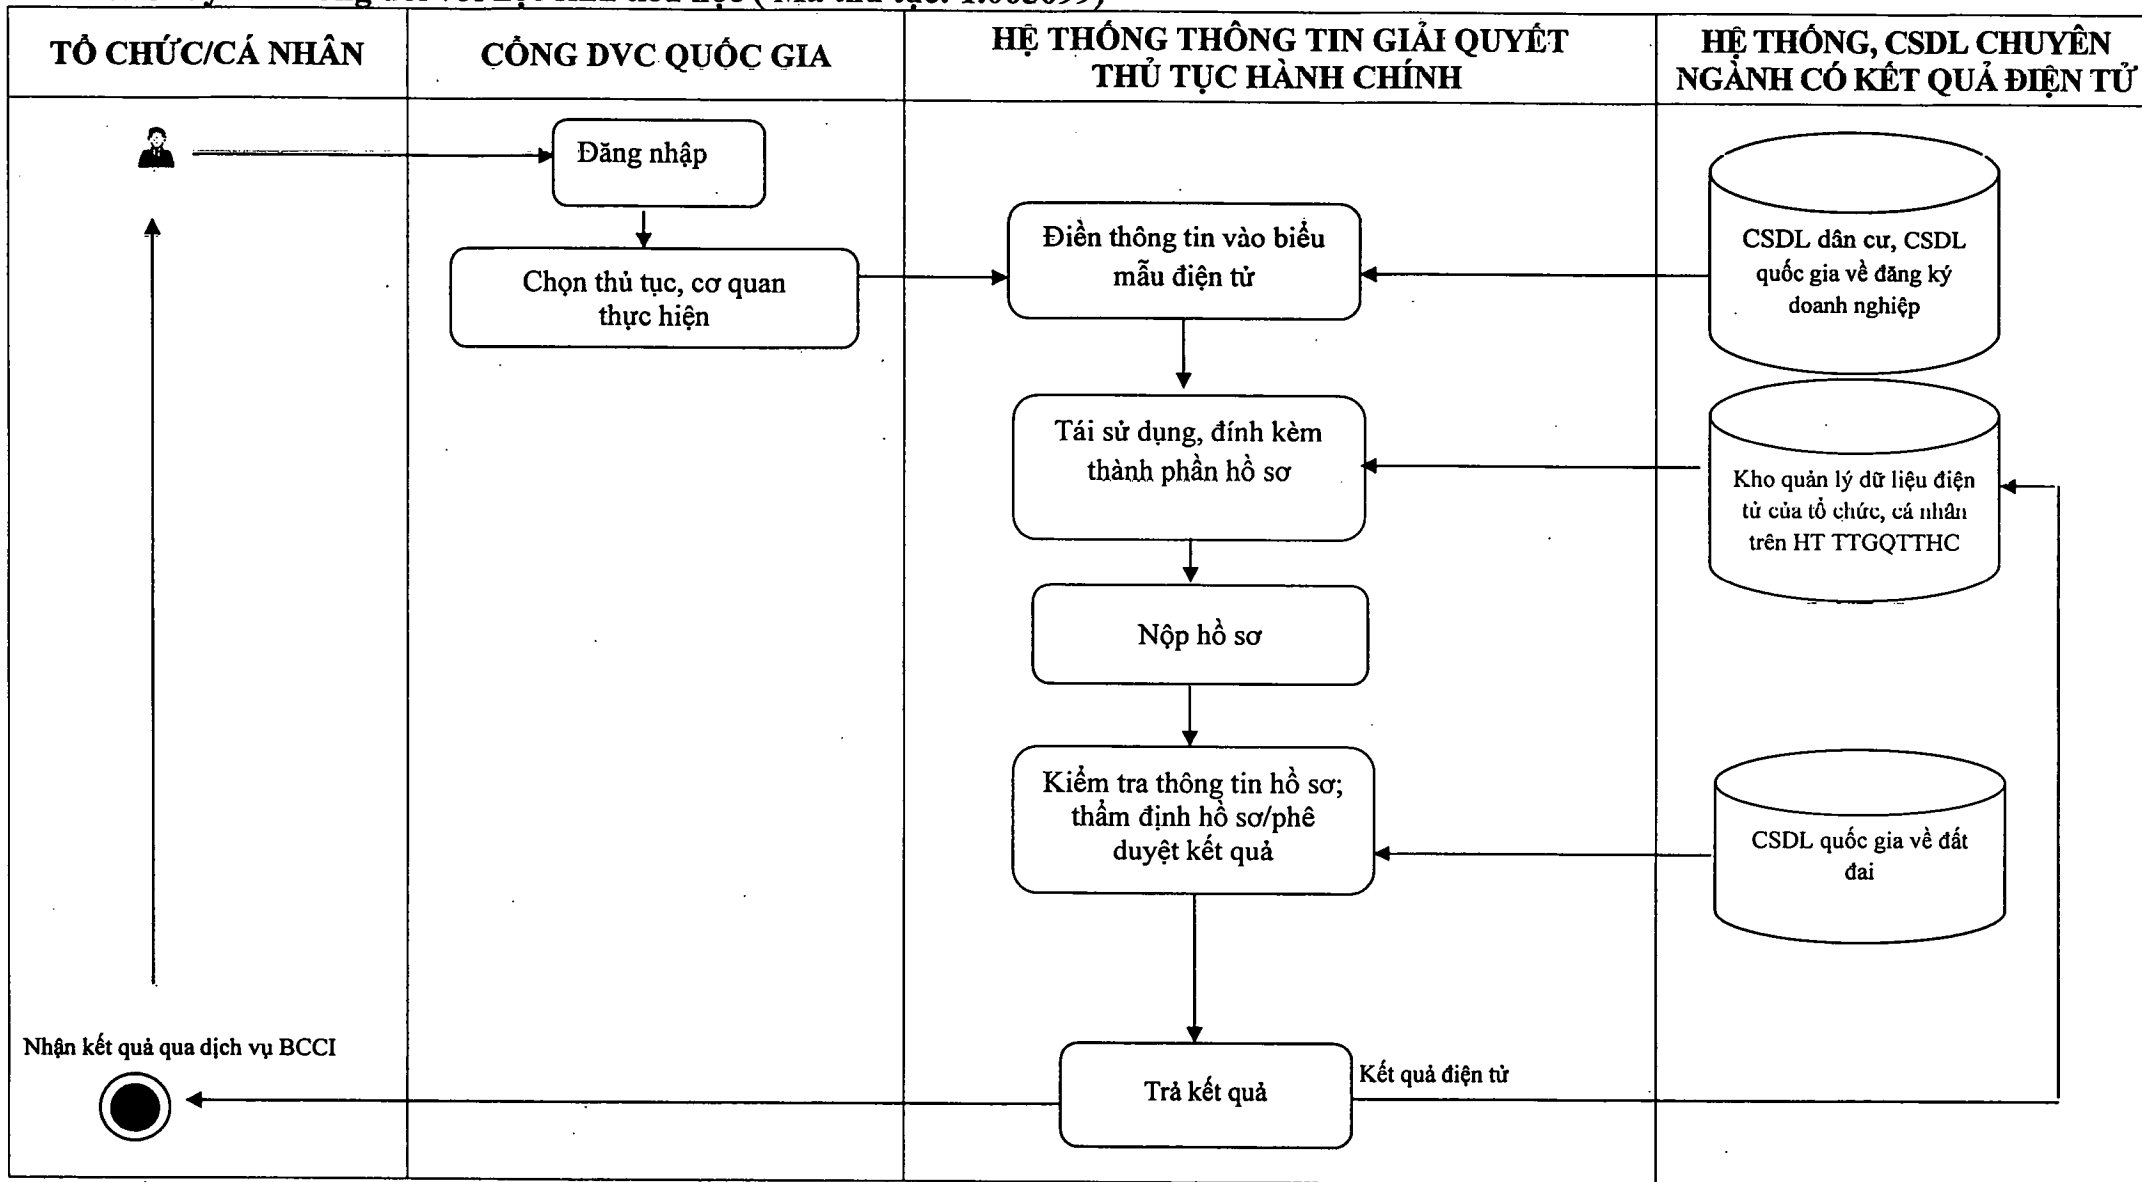 TỔ CHỨC/CÁ NHÂN
CỔNG DVC QUỐC GIA
HỆ THỐNG THÔNG TIN GIẢI QUYẾT
THỦ TỤC HÀNH CHÍNH
HỆ THỐNG, CSDL CHUYÊN
NGÀNH CÓ KẾT QUẢ ĐIỆN TỬ
Đăng nhập
Chọn thủ tục, cơ quan
thực hiện
Điền thông tin vào biểu
mẫu điện tử
CSDL dân cư, CSDL
quốc gia về đăng ký
doanh nghiệp
Tái sử dụng, đính kèm
thành phần hồ sơ
Kho quản lý dữ liệu điện
tử của tổ chức, cá nhân
trên HT TTGQTTHC
Nộp hồ sơ
Kiểm tra thông tin hồ sơ;
thẩm định hồ sơ/phê
duyệt kết quả
CSDL quốc gia về đất
đai
Nhận kết quả qua dịch vụ BCCI
Trả kết quả
Kết quả điện tử